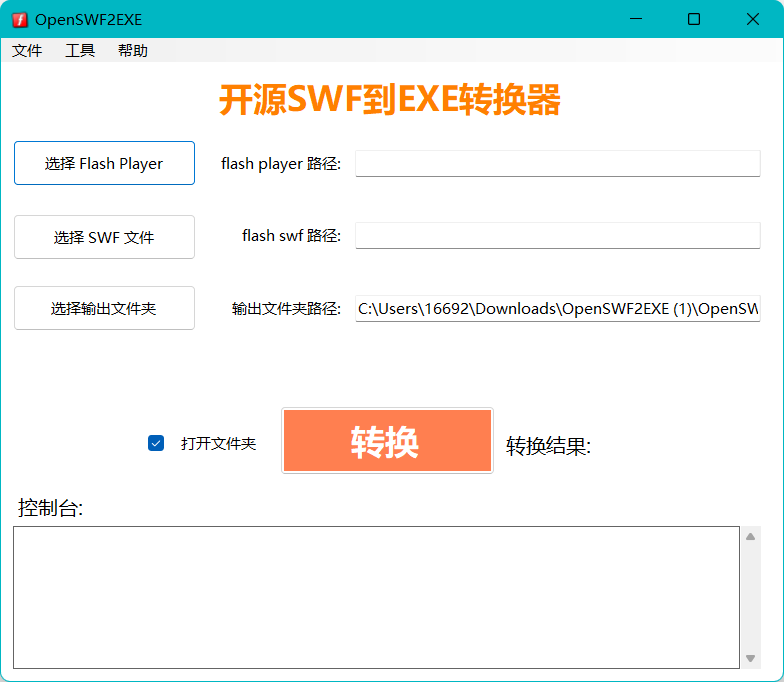 OpenSWF2EXE
文件 工具 帮助
开源SWF到EXE转换器
选择 Flash Player flash player 路径:
选择 SWF 文件 flash swf 路径:
选择输出文件夹 输出文件夹路径: C:\Users\16692\Downloads\OpenSWF2EXE (1)\OpenSW
打开文件夹 转换 转换结果:
控制台: